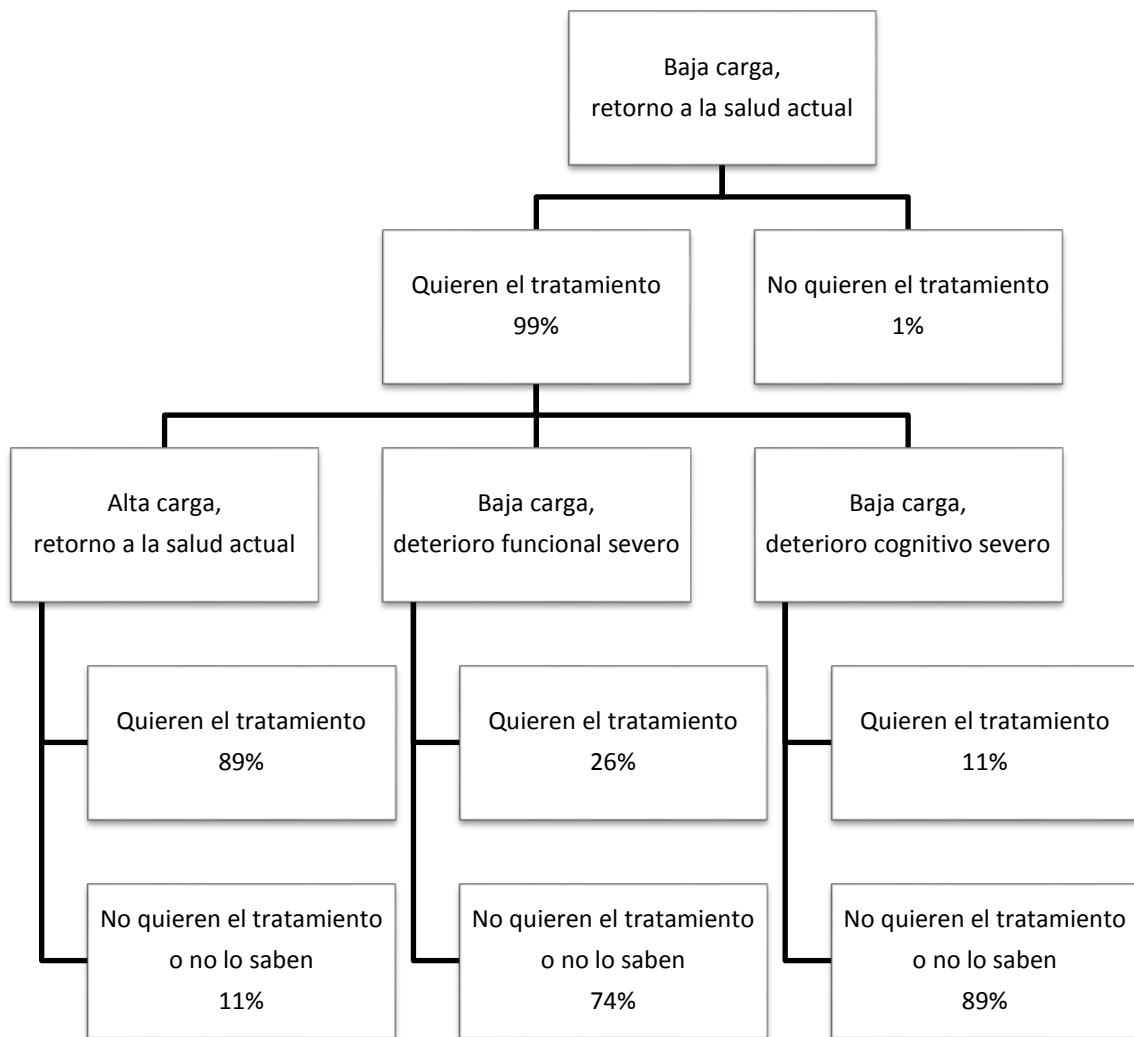 Baja carga,
retorno a la salud actual
Quieren el tratamiento
99%
No quieren el tratamiento
1%
Alta carga,
retorno a la salud actual
Baja carga,
deterioro funcional severo
Baja carga,
deterioro cognitivo severo
Quieren el tratamiento
89%
Quieren el tratamiento
26%
Quieren el tratamiento
11%
No quieren el tratamiento
o no lo saben
11%
No quieren el tratamiento
o no lo saben
74%
No quieren el tratamiento
o no lo saben
89%